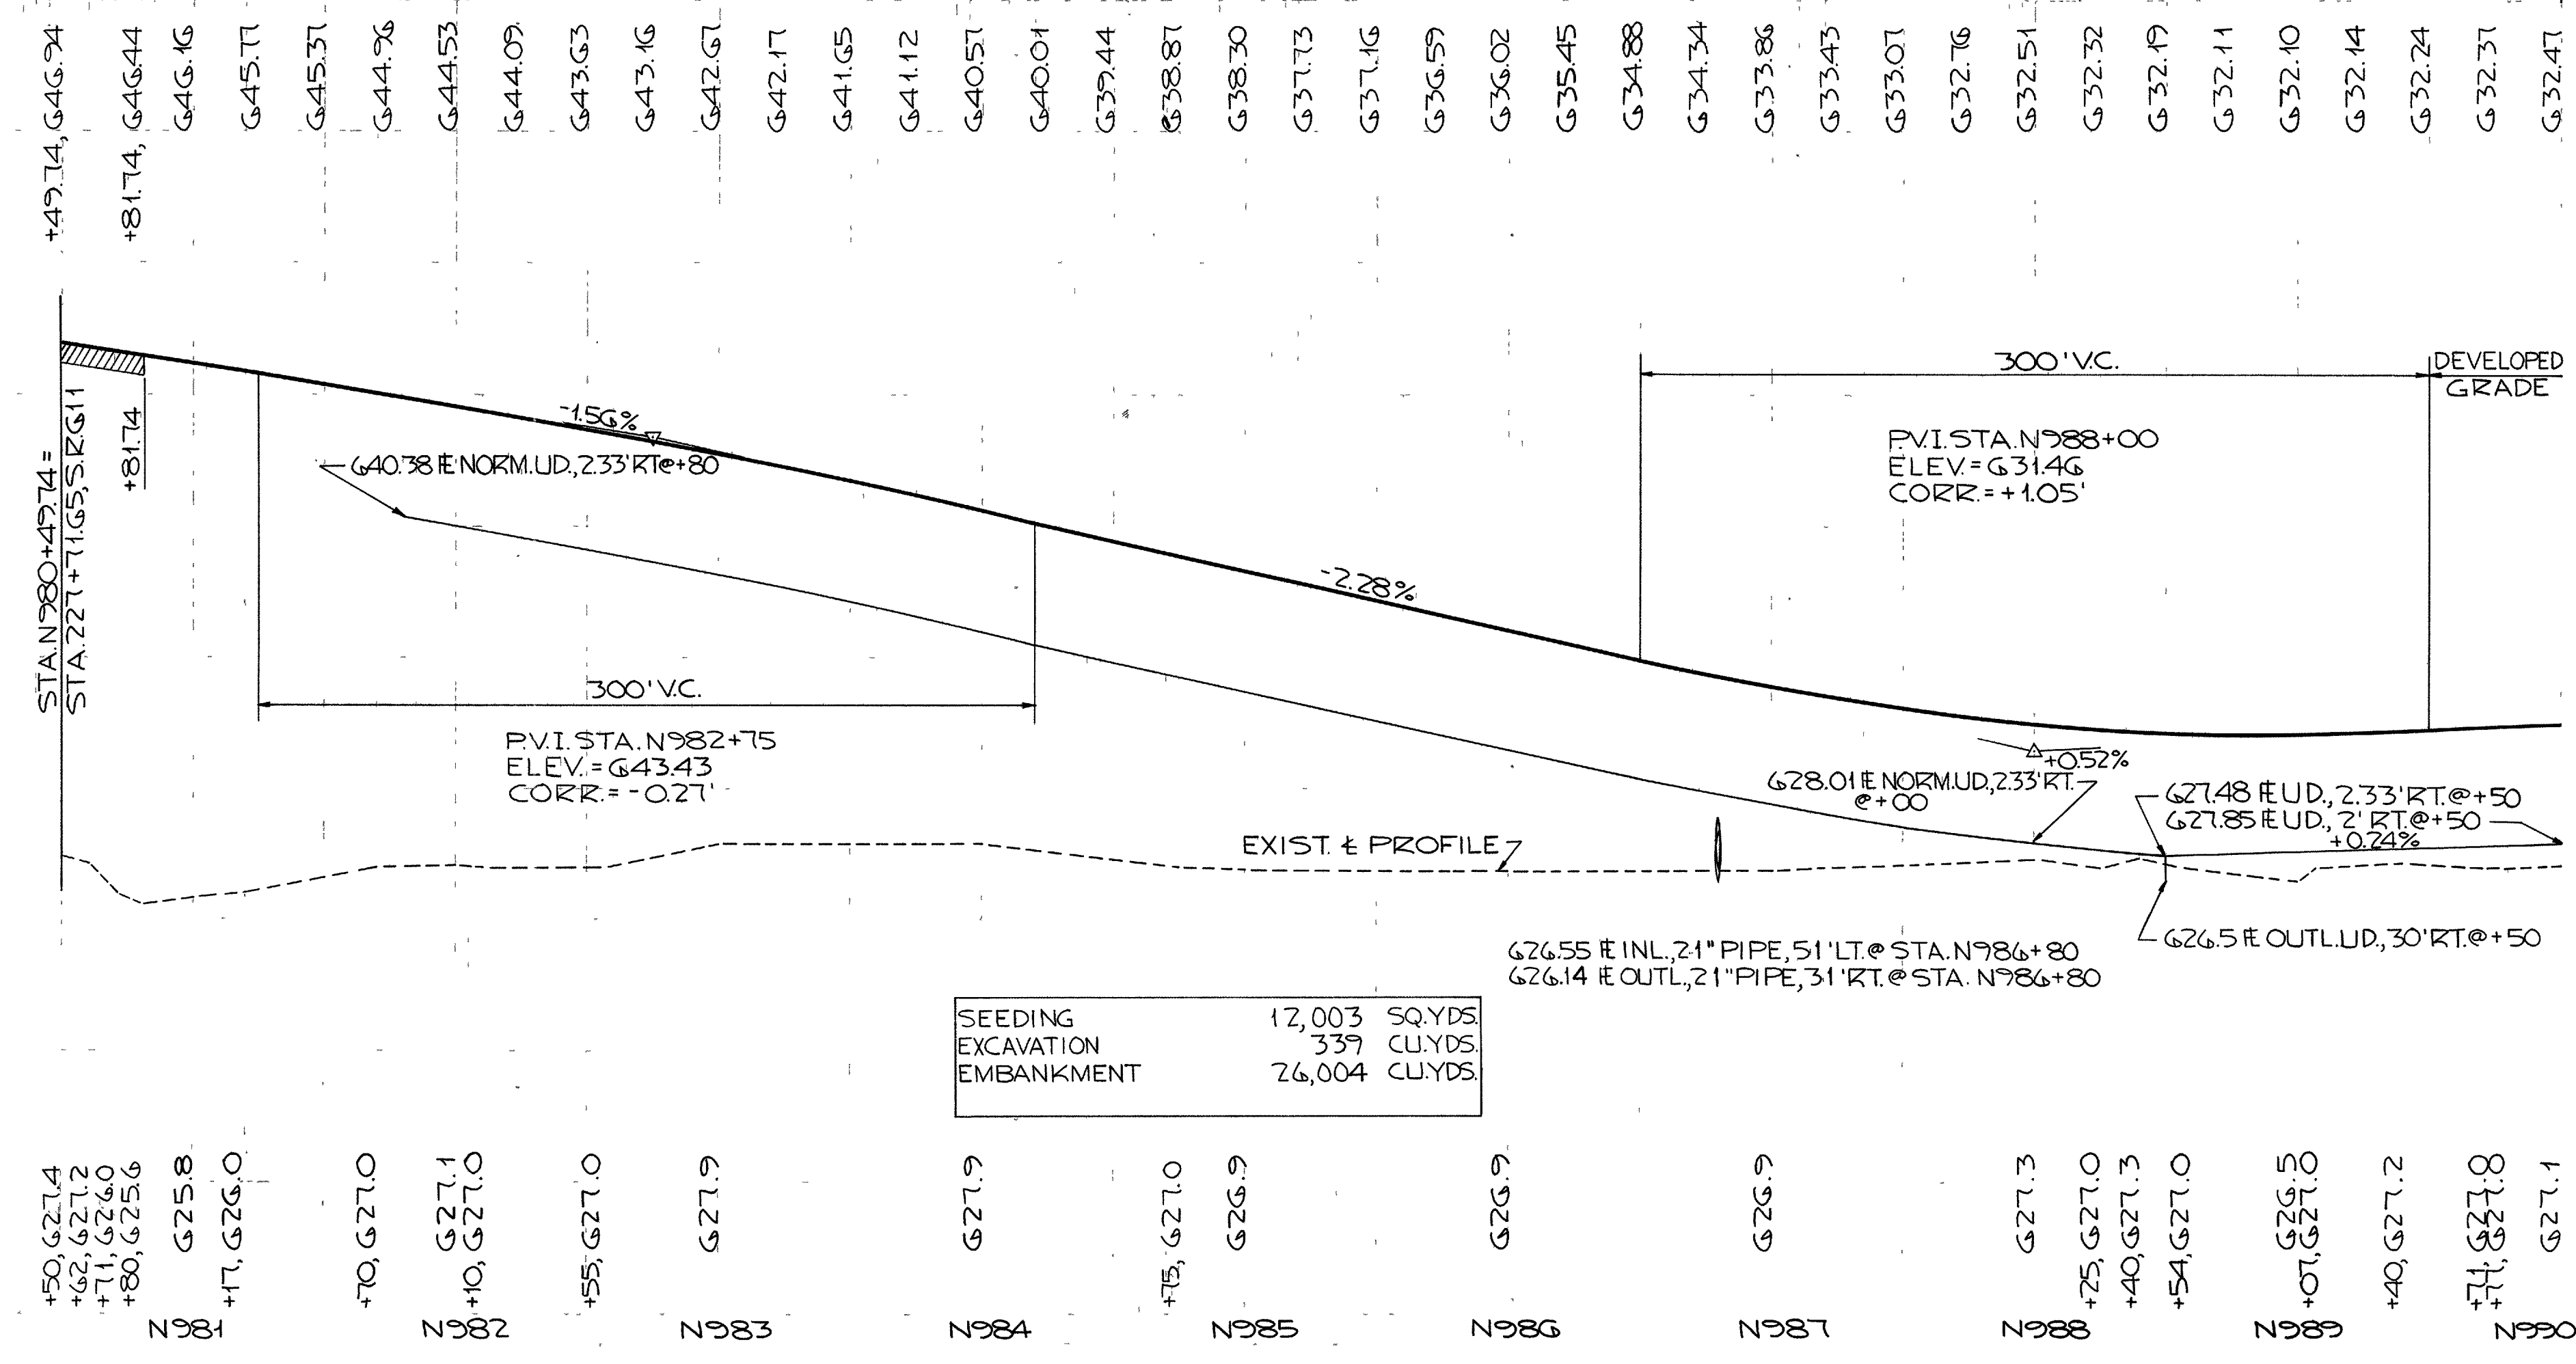 +49.74, 646.94
+81.74, 646.44
646.16
645.77
645.37
644.96
644.53
644.09
643.63
643.16
642.67
642.17
641.65
641.12
640.57
640.01
639.44
638.87
638.30
637.73
637.16
636.59
636.02
635.45
634.88
634.34
633.86
633.43
633.07
632.76
632.51
632.32
632.19
632.11
632.10
632.14
632.24
632.37
632.47
STA.N980+49.74=
STA.227+71.65,S.R.611
+81.74
-1.56%
640.38 ℄ NORM.UD.,2.33'RT@+80
300' V.C.
P.V.I. STA. N982+75
ELEV.= 643.43
CORR.= -0.27'
-2.28%
300' V.C.
DEVELOPED
GRADE
P.V.I. STA. N988+00
ELEV.= 631.46
CORR.= +1.05'
+0.52%
628.01 ℄ NORM.UD.,2.33'RT.
@+00
627.48 ℄ UD., 2.33'RT.@+50
627.85 ℄ UD., 2' RT.@+50
+0.24%
EXIST. ℄ PROFILE
626.5 ℄ OUTL.UD.,30'RT.@+50
626.55 ℄ INL.,21" PIPE,51'LT.@ STA.N986+80
626.14 ℄ OUTL.,21"PIPE,31'RT.@ STA. N986+80
SEEDING 12,003 SQ.YDS.
EXCAVATION 339 CU.YDS.
EMBANKMENT 26,004 CU.YDS.
+50, 627.4
+62, 627.2
+71, 626.0
+80, 625.6
625.8
+17, 626.0
+70, 627.0
627.1
+10, 627.0
+55, 627.0
627.9
627.9
+75, 627.0
626.9
626.9
626.9
627.3
+25, 627.0
+40, 627.3
+54, 627.0
626.5
+07, 627.0
+40, 627.2
627.1
N981
N982
N983
N984
N985
N986
N987
N988
N989
N990